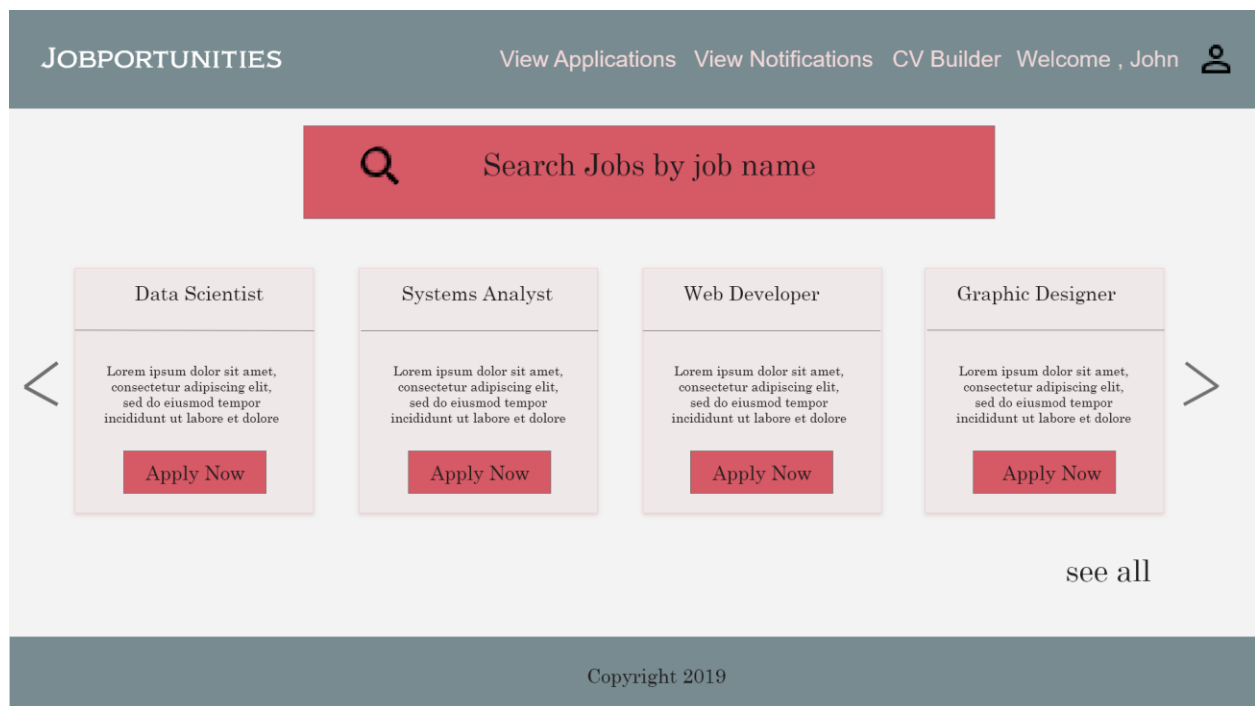 JOBPORTUNITIES
View Applications View Notifications CV Builder Welcome , John
Search Jobs by job name
Data Scientist
Lorem ipsum dolor sit amet,
consectetur adipiscing elit,
sed do eiusmod tempor
incididunt ut labore et dolore
Apply Now
Systems Analyst
Lorem ipsum dolor sit amet,
consectetur adipiscing elit,
sed do eiusmod tempor
incididunt ut labore et dolore
Apply Now
Web Developer
Lorem ipsum dolor sit amet,
consectetur adipiscing elit,
sed do eiusmod tempor
incididunt ut labore et dolore
Apply Now
Graphic Designer
Lorem ipsum dolor sit amet,
consectetur adipiscing elit,
sed do eiusmod tempor
incididunt ut labore et dolore
Apply Now
see all
Copyright 2019